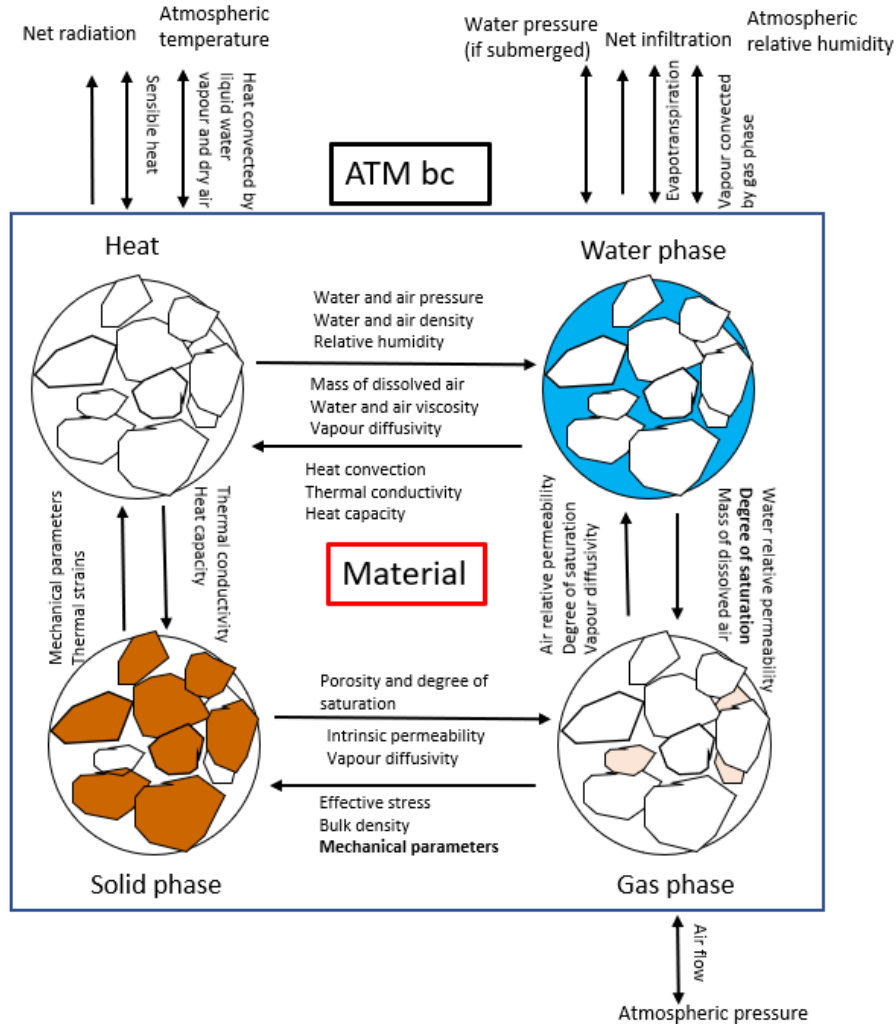 Net radiation
Atmospheric
temperature
Water pressure
(if submerged)
Net infiltration
Atmospheric
relative humidity
Sensible heat
Heat convected by
liquid water
vapour and dry air
Evapotranspiration
Vapour convected
by gas phase
ATM bc
Heat
Water phase
Water and air pressure
Water and air density
Relative humidity
Mass of dissolved air
Water and air viscosity
Vapour diffusivity
Heat convection
Thermal conductivity
Heat capacity
Mechanical parameters
Thermal strains
Thermal conductivity
Heat capacity
Material
Air relative permeability
Degree of saturation
Vapour diffusivity
Water relative permeability
Degree of saturation
Mass of dissolved air
Porosity and degree of
saturation
Intrinsic permeability
Vapour diffusivity
Effective stress
Bulk density
Mechanical parameters
Solid phase
Gas phase
Air flow
Atmospheric pressure